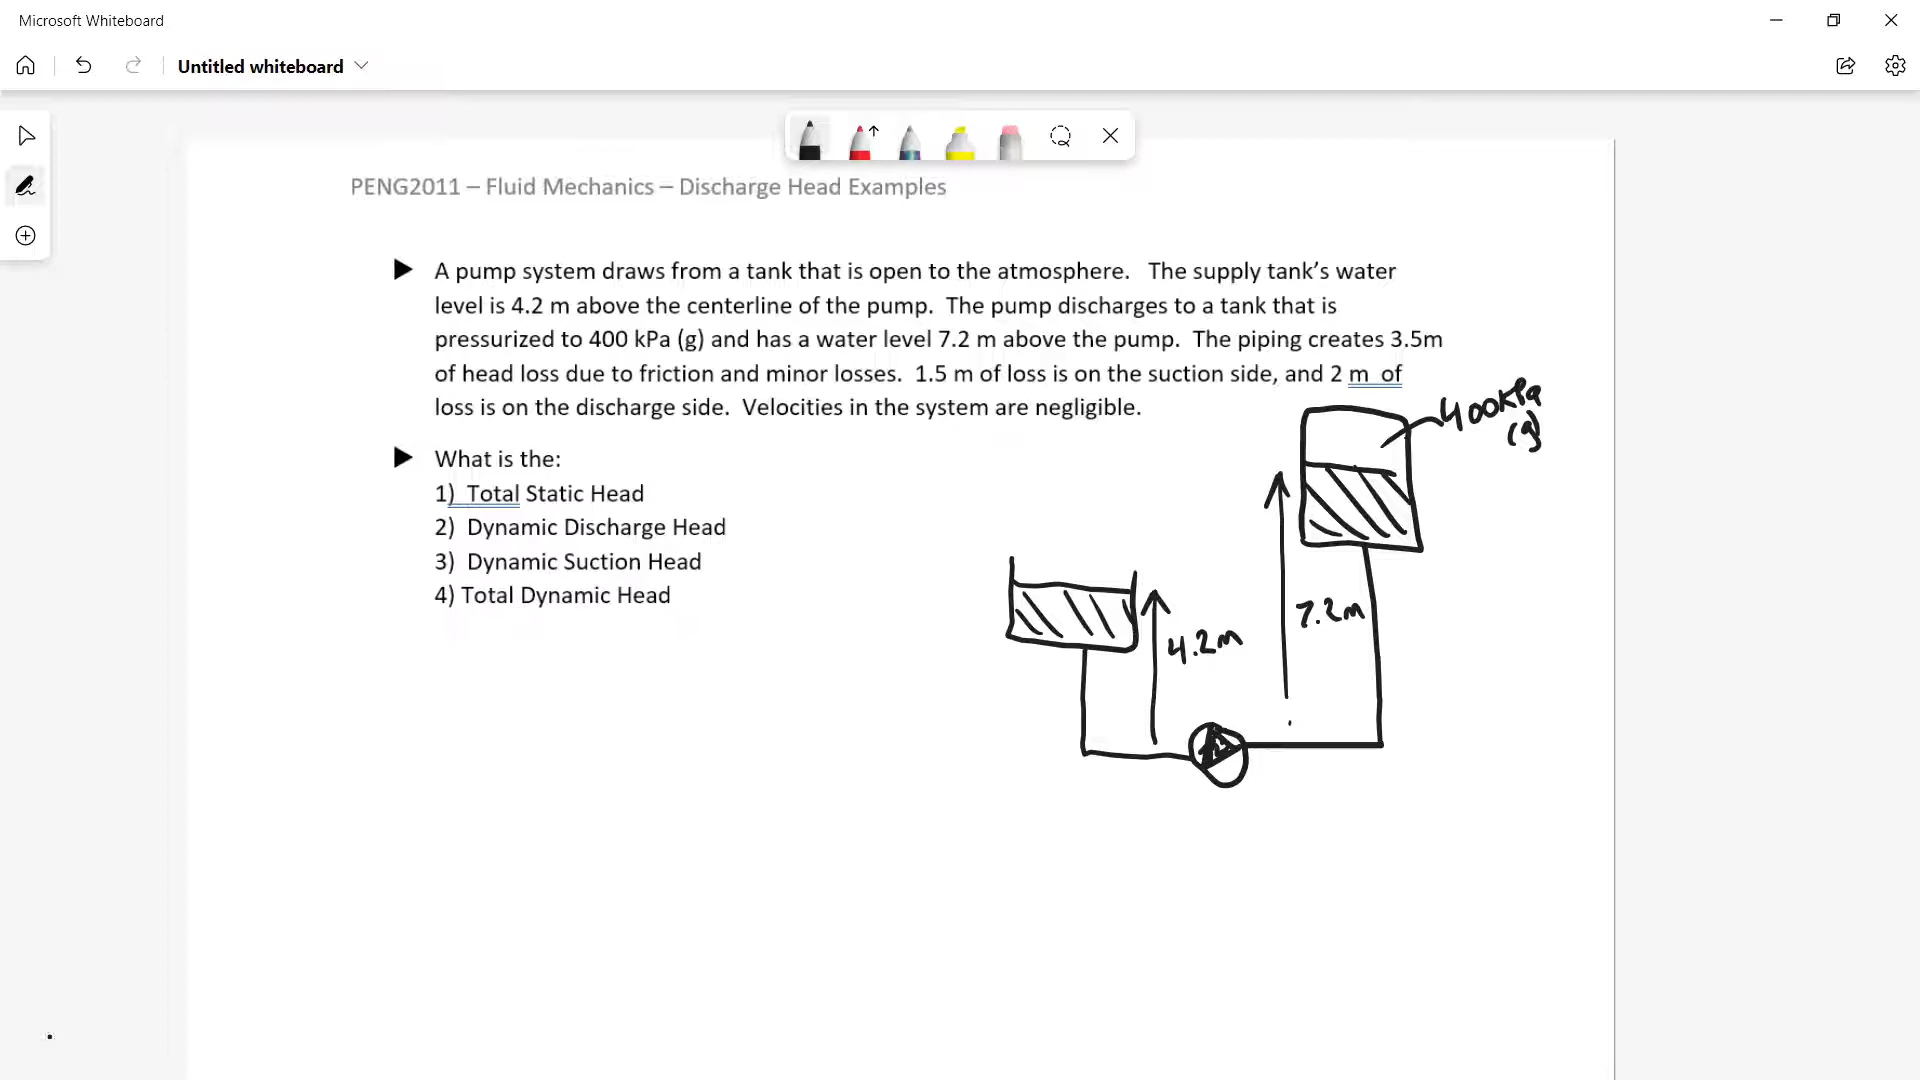 Microsoft Whiteboard
Untitled whiteboard
PENG2011 – Fluid Mechanics – Discharge Head Examples
A pump system draws from a tank that is open to the atmosphere. The supply tank's water
level is 4.2 m above the centerline of the pump. The pump discharges to a tank that is
pressurized to 400 kPa (g) and has a water level 7.2 m above the pump. The piping creates 3.5m
of head loss due to friction and minor losses. 1.5 m of loss is on the suction side, and 2 m of
loss is on the discharge side. Velocities in the system are negligible.
What is the:
1) Total Static Head
2) Dynamic Discharge Head
3) Dynamic Suction Head
4) Total Dynamic Head
400kPa
(g)
7.2m
4.2m